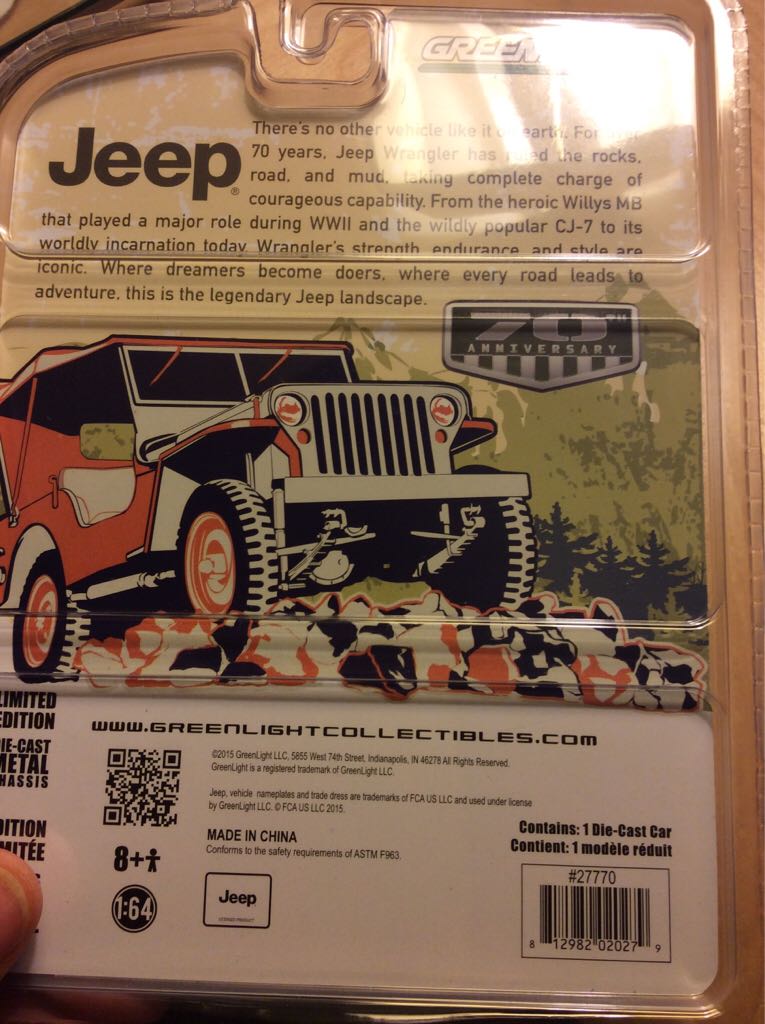 GREEN
Jeep®
There's no other vehicle like it on earth. For over
70 years, Jeep Wrangler has ruled the rocks,
road, and mud, taking complete charge of
courageous capability. From the heroic Willys MB
that played a major role during WWII and the wildly popular CJ-7 to its
worldly incarnation today Wrangler's strength, endurance, and style are
iconic. Where dreamers become doers, where every road leads to
adventure, this is the legendary Jeep landscape.
70TH
ANNIVERSARY
LIMITED
EDITION
IE-CAST
METAL
HASSIS
DITION
MITÉE
www.GREENLIGHTCOLLECTIBLES.COM
©2015 GreenLight LLC, 5855 West 74th Street, Indianapolis, IN 46278 All Rights Reserved.
GreenLight is a registered trademark of GreenLight LLC.
Jeep, vehicle nameplates and trade dress are trademarks of FCA US LLC and used under license
by GreenLight LLC. © FCA US LLC 2015.
MADE IN CHINA
Conforms to the safety requirements of ASTM F963.
8+
1:64
Jeep
LICENSED PRODUCT
Contains: 1 Die-Cast Car
Contient: 1 modèle réduit
#27770
8 12982 02027 9